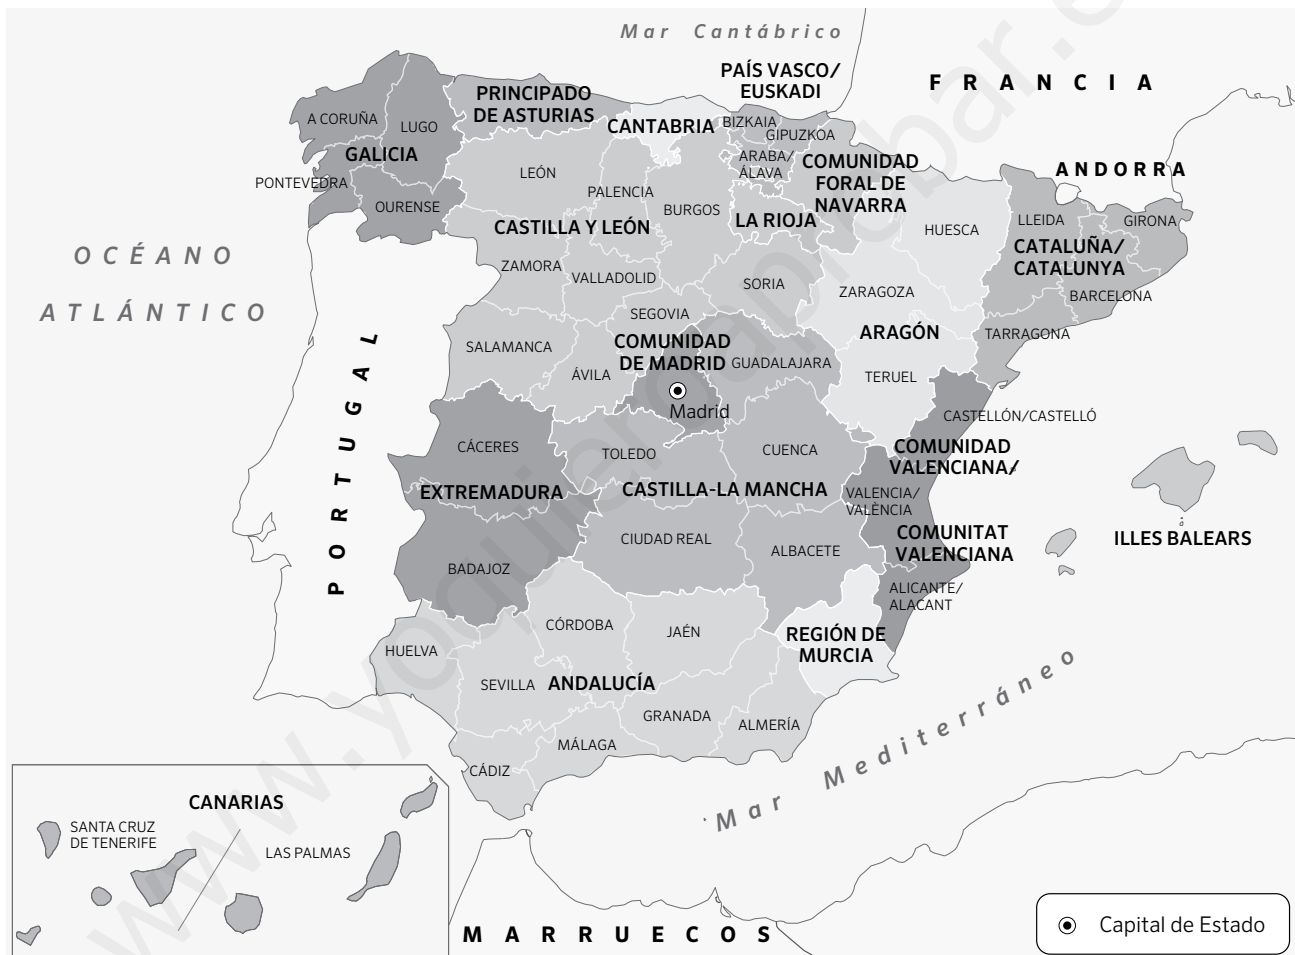 Mar Cantábrico
PAÍS VASCO/
EUSKADI
FRANCIA
PRINCIPADO
DE ASTURIAS
CANTABRIA
BIZKAIA
GIPUZKOA
A CORUÑA
LUGO
GALICIA
ARABA/
ÁLAVA
COMUNIDAD
FORAL DE
NAVARRA
ANDORRA
PONTEVEDRA
OURENSE
LEÓN
PALENCIA
BURGOS
LA RIOJA
HUESCA
LLEIDA
GIRONA
CASTILLA Y LEÓN
CATALUÑA/
CATALUNYA
OCÉANO
ATLÁNTICO
ZAMORA
VALLADOLID
SORIA
ZARAGOZA
BARCELONA
SEGOVIA
ARAGÓN
TARRAGONA
SALAMANCA
ÁVILA
COMUNIDAD
DE MADRID
GUADALAJARA
TERUEL
Madrid
CASTELLÓN/CASTELLÓ
PORTUGAL
CÁCERES
TOLEDO
CUENCA
COMUNIDAD
VALENCIANA/
EXTREMADURA
CASTILLA-LA MANCHA
VALENCIA/
VALÈNCIA
COMUNITAT
VALENCIANA
ILLES BALEARS
CIUDAD REAL
ALBACETE
BADAJOZ
ALICANTE/
ALACANT
CÓRDOBA
JAÉN
REGIÓN DE
MURCIA
HUELVA
SEVILLA
ANDALUCÍA
GRANADA
ALMERÍA
MÁLAGA
CÁDIZ
Mar Mediterráneo
CANARIAS
SANTA CRUZ
DE TENERIFE
LAS PALMAS
MARRUECOS
Capital de Estado